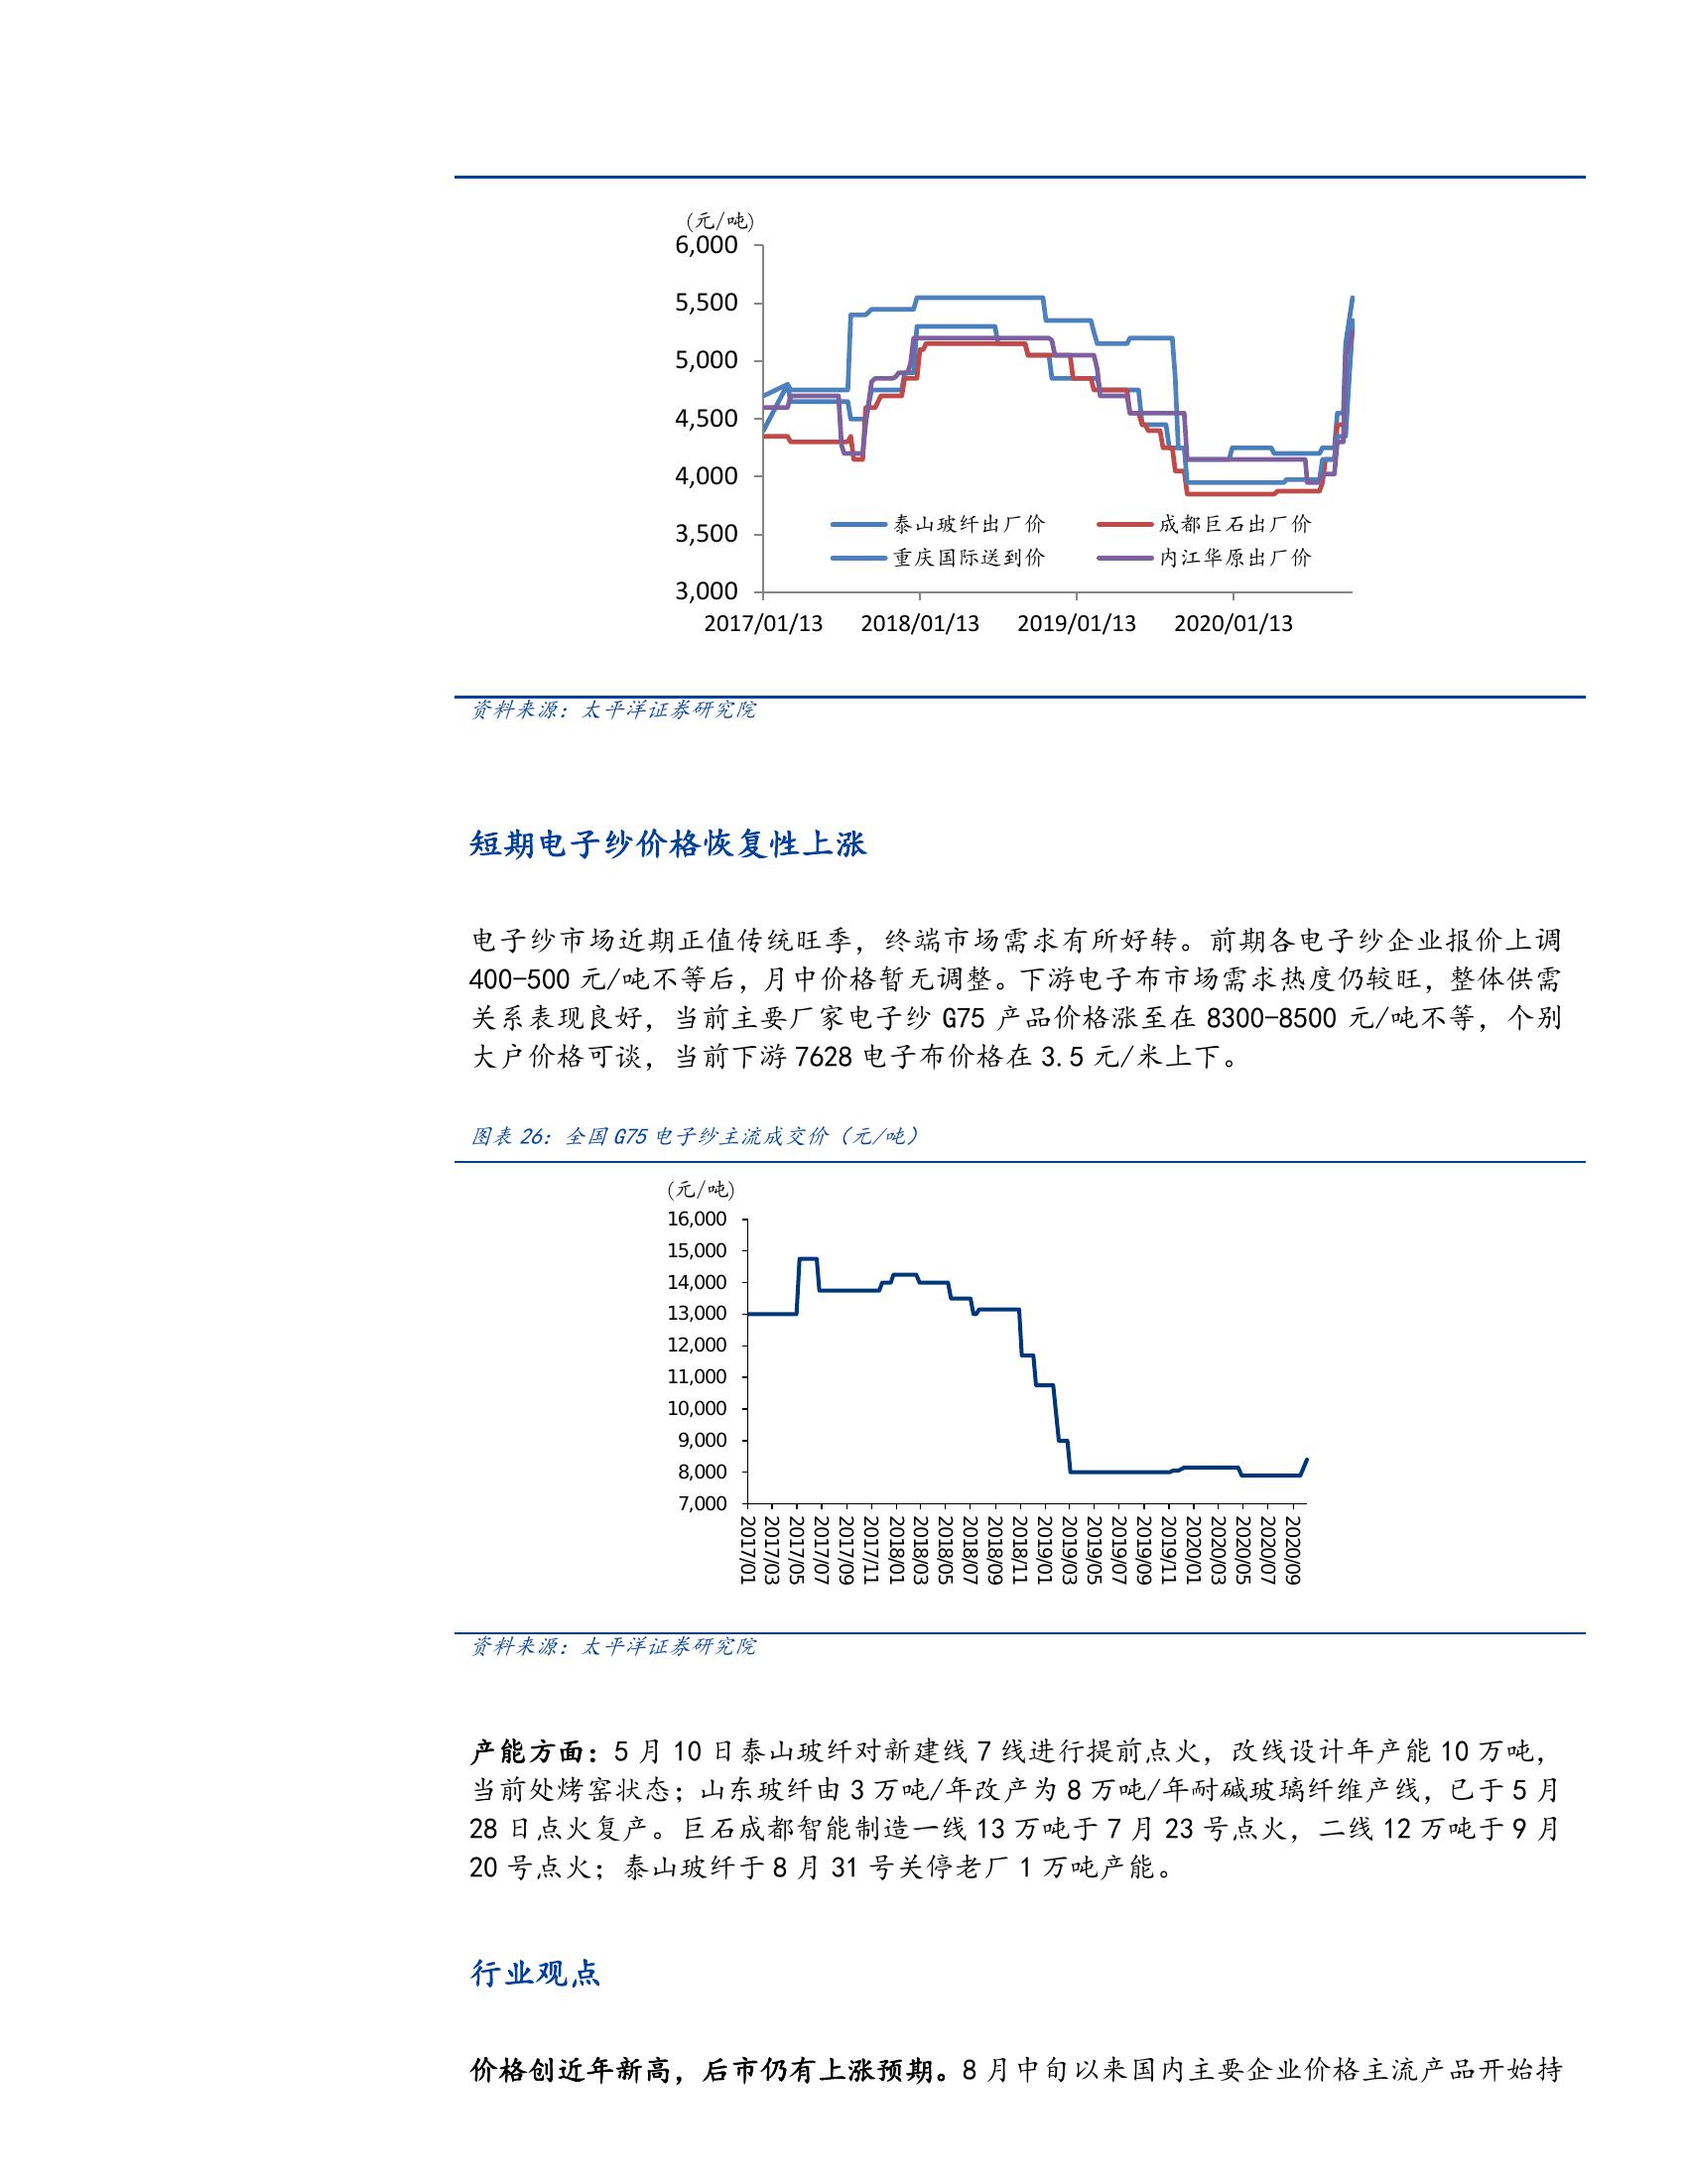 (元/吨)
6,000
5,500
5,000
4,500
4,000
3,500
3,000
泰山玻纤出厂价
成都巨石出厂价
重庆国际送到价
内江华原出厂价
2017/01/13
2018/01/13
2019/01/13
2020/01/13
资料来源：太平洋证券研究院
短期电子纱价格恢复性上涨
电子纱市场近期正值传统旺季，终端市场需求有所好转。前期各电子纱企业报价上调
400-500 元/吨不等后，月中价格暂无调整。下游电子布市场需求热度仍较旺，整体供需
关系表现良好，当前主要厂家电子纱 G75 产品价格涨至在 8300-8500 元/吨不等，个别
大户价格可谈，当前下游 7628 电子布价格在 3.5 元/米上下。
图表 26：全国 G75 电子纱主流成交价（元/吨）
(元/吨)
16,000
15,000
14,000
13,000
12,000
11,000
10,000
9,000
8,000
7,000
2017/01
2017/03
2017/05
2017/07
2017/09
2017/11
2018/01
2018/03
2018/05
2018/07
2018/09
2018/11
2019/01
2019/03
2019/05
2019/07
2019/09
2019/11
2020/01
2020/03
2020/05
2020/07
2020/09
资料来源：太平洋证券研究院
产能方面：5 月 10 日泰山玻纤对新建线 7 线进行提前点火，改线设计年产能 10 万吨，
当前处烤窑状态；山东玻纤由 3 万吨/年改产为 8 万吨/年耐碱玻璃纤维产线，已于 5 月
28 日点火复产。巨石成都智能制造一线 13 万吨于 7 月 23 号点火，二线 12 万吨于 9 月
20 号点火；泰山玻纤于 8 月 31 号关停老厂 1 万吨产能。
行业观点
价格创近年新高，后市仍有上涨预期。8 月中旬以来国内主要企业价格主流产品开始持